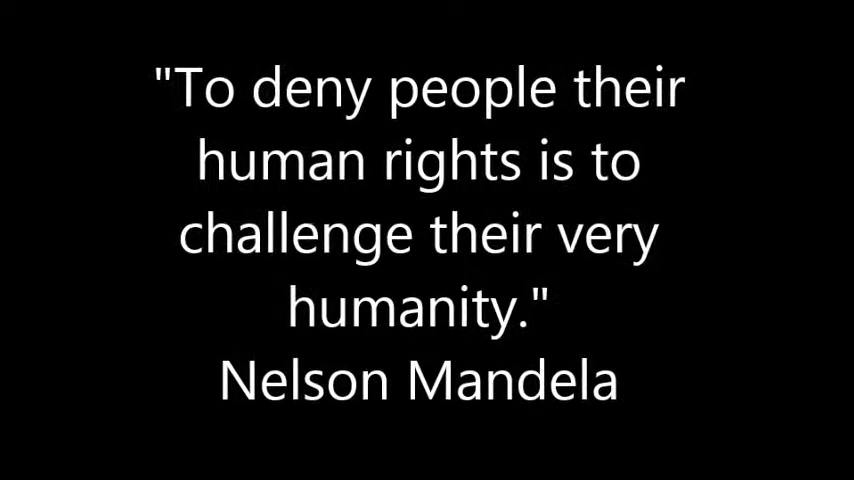 "To deny people their
human rights is to
challenge their very
humanity."
Nelson Mandela